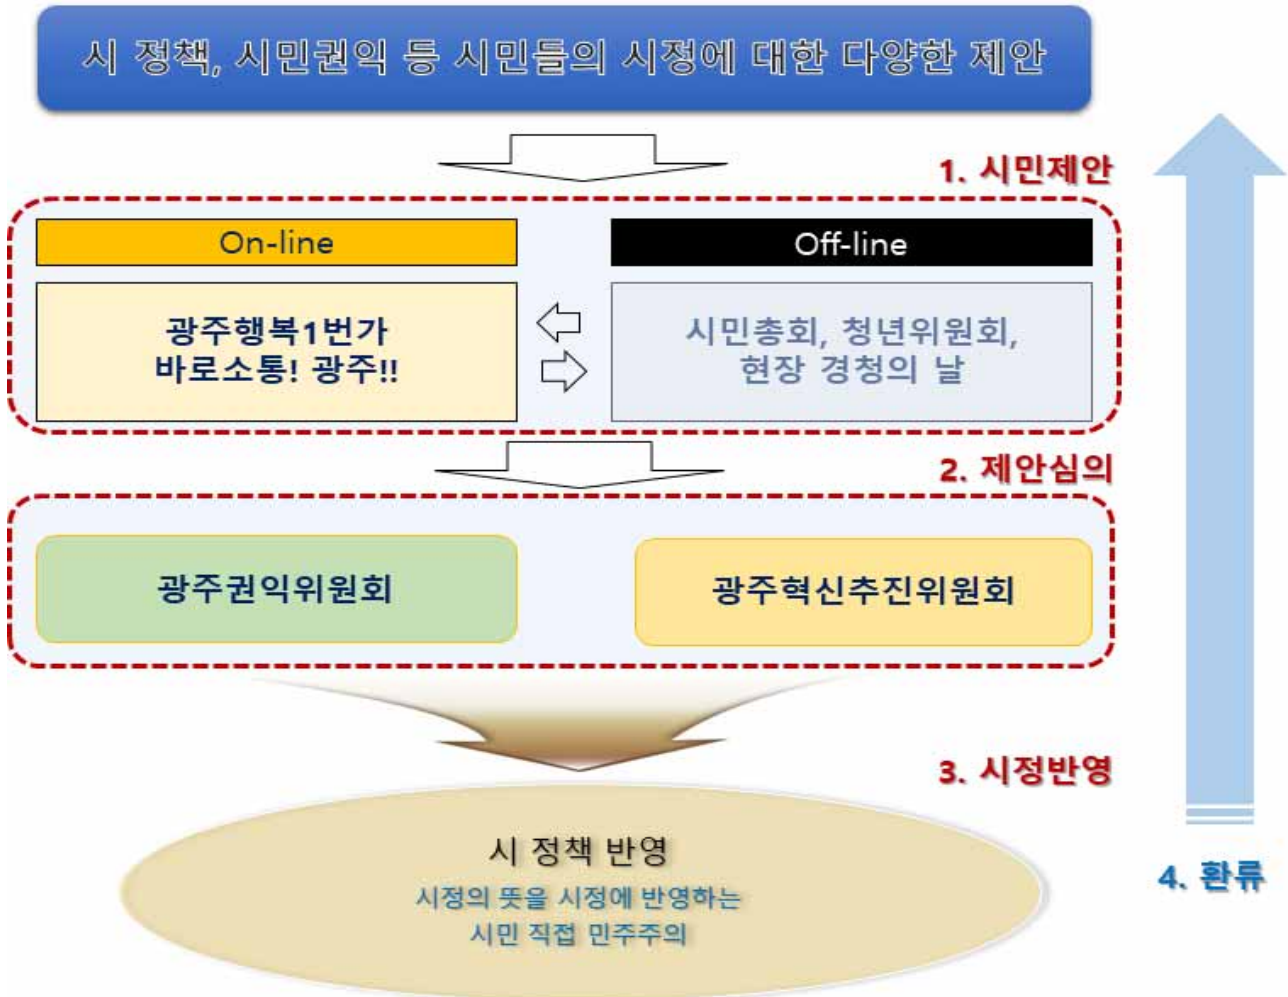 시 정책, 시민권익 등 시민들의 시정에 대한 다양한 제안
1. 시민제안
On-line
Off-line
광주행복1번가
바로소통! 광주!!
시민총회, 청년위원회,
현장 경청의 날
2. 제안심의
광주권익위원회
광주혁신추진위원회
3. 시정반영
시 정책 반영
시정의 뜻을 시정에 반영하는
시민 직접 민주주의
4. 환류